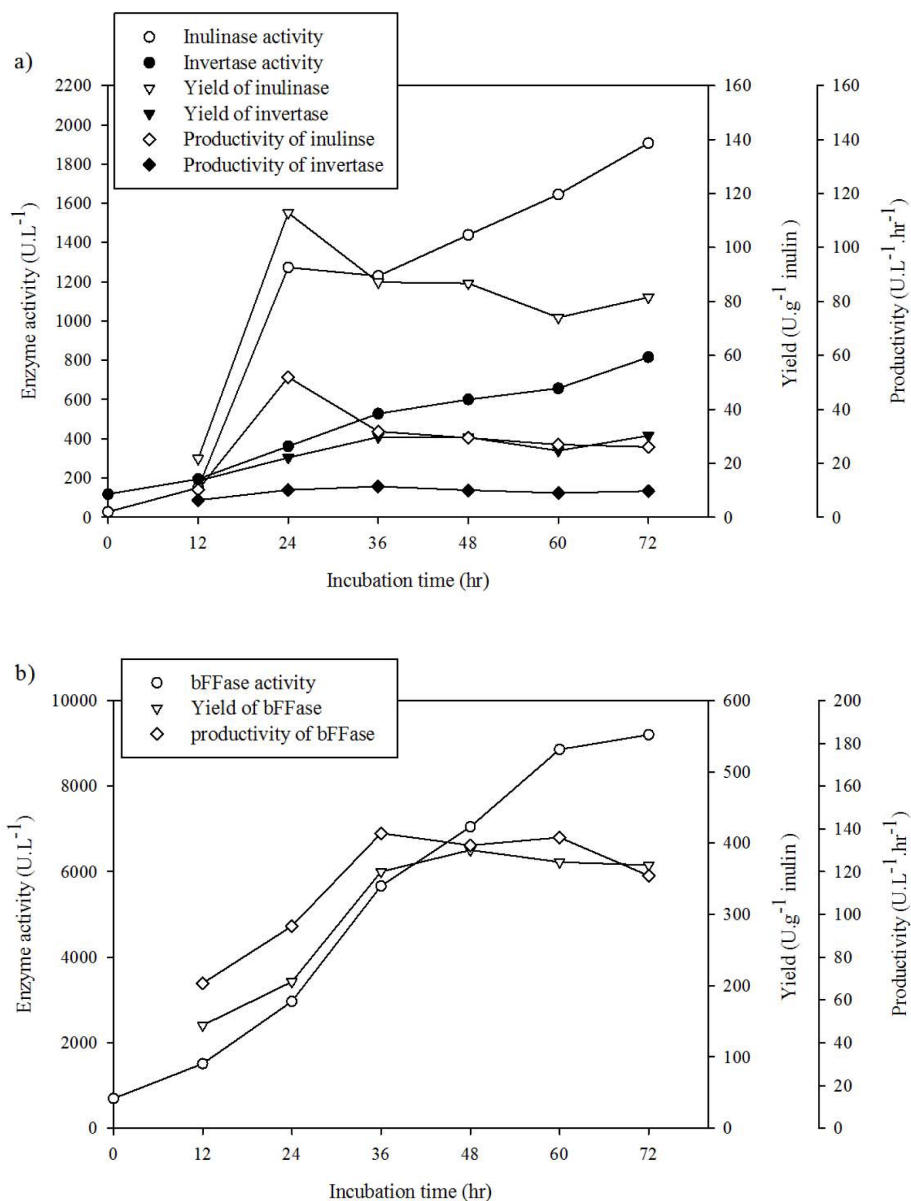 a)
Inulinase activity
Invertase activity
Yield of inulinase
Yield of invertase
Productivity of inulinse
Productivity of invertase
2200
2000
1800
1600
1400
1200
1000
800
600
400
200
0
Enzyme activity (U.L⁻¹)
160
140
120
100
80
60
40
20
0
Yield (U.g⁻¹ inulin )
160
140
120
100
80
60
40
20
0
Productivity (U.L⁻¹.hr⁻¹)
0 12 24 36 48 60 72
Incubation time (hr)
b)
bFFase activity
Yield of bFFase
productivity of bFFase
10000
8000
6000
4000
2000
0
Enzyme activity (U.L⁻¹)
600
500
400
300
200
100
0
Yield (U.g⁻¹ inulin )
200
180
160
140
120
100
80
60
40
20
0
Productivity (U.L⁻¹.hr⁻¹)
0 12 24 36 48 60 72
Incubation time (hr)